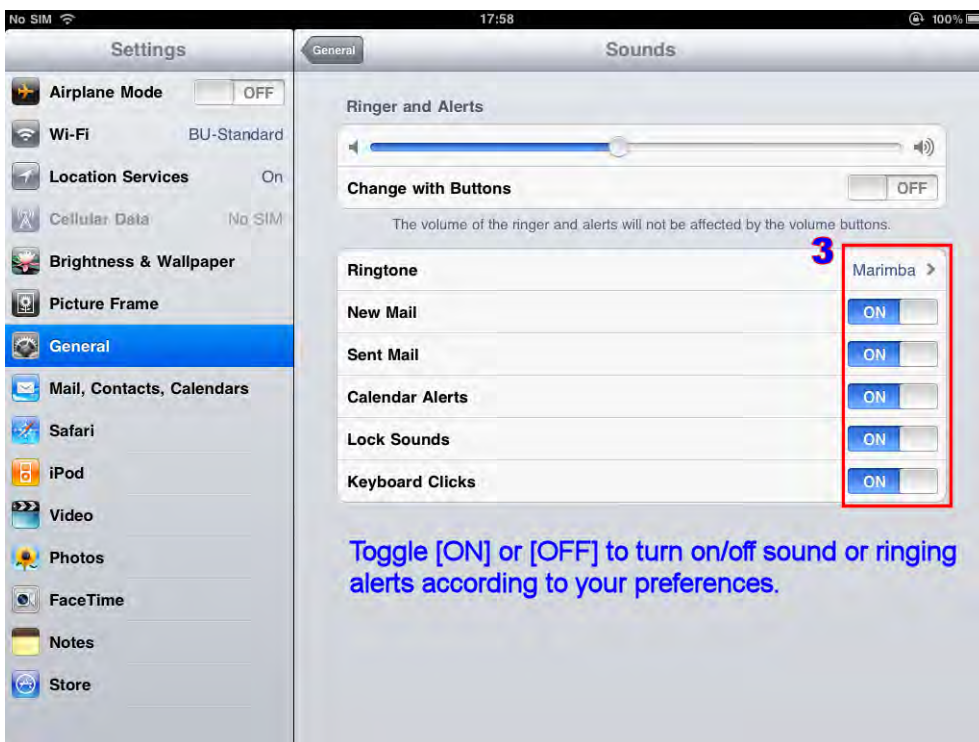 No SIM 17:58 100%
Settings
Airplane Mode OFF
Wi-Fi BU-Standard
Location Services On
Cellular Data No SIM
Brightness & Wallpaper
Picture Frame
General
Mail, Contacts, Calendars
Safari
iPod
Video
Photos
FaceTime
Notes
Store
General Sounds
Ringer and Alerts
Change with Buttons OFF
The volume of the ringer and alerts will not be affected by the volume buttons.
3
Ringtone Marimba
New Mail ON
Sent Mail ON
Calendar Alerts ON
Lock Sounds ON
Keyboard Clicks ON
Toggle [ON] or [OFF] to turn on/off sound or ringing
alerts according to your preferences.